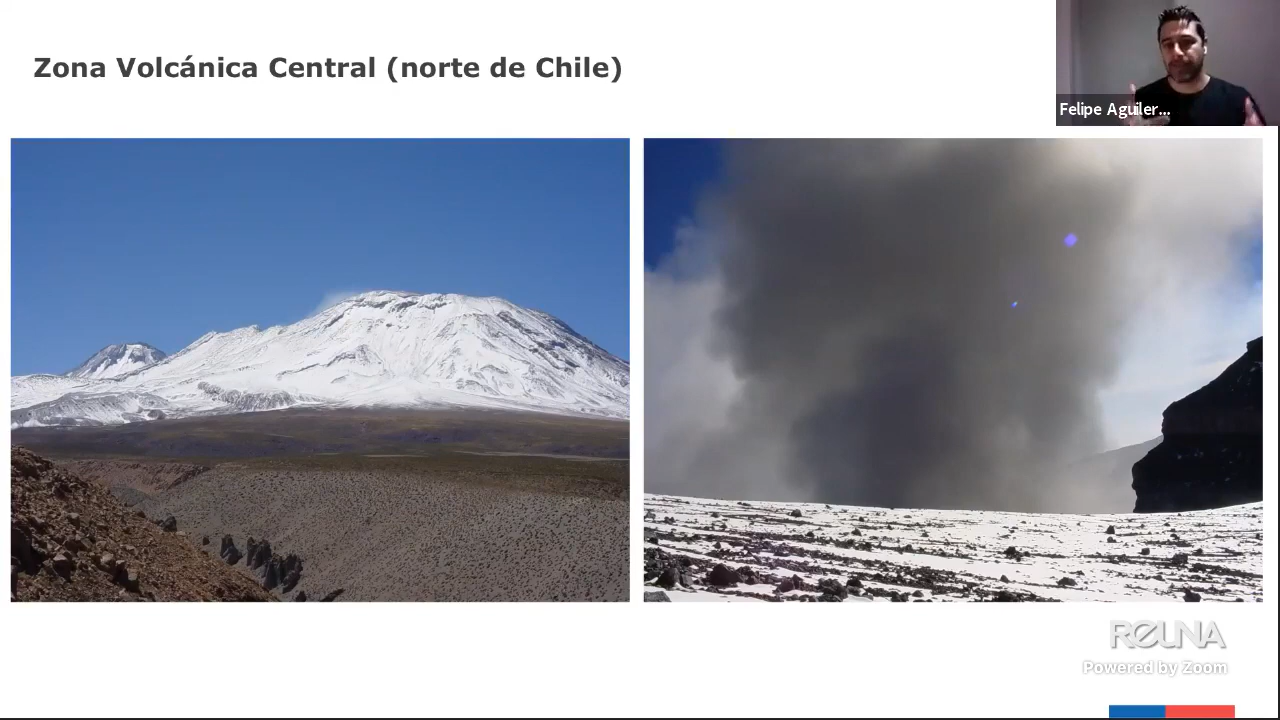 Zona Volcánica Central (norte de Chile)
Felipe Aguiler...
REUNA
Powered by Zoom